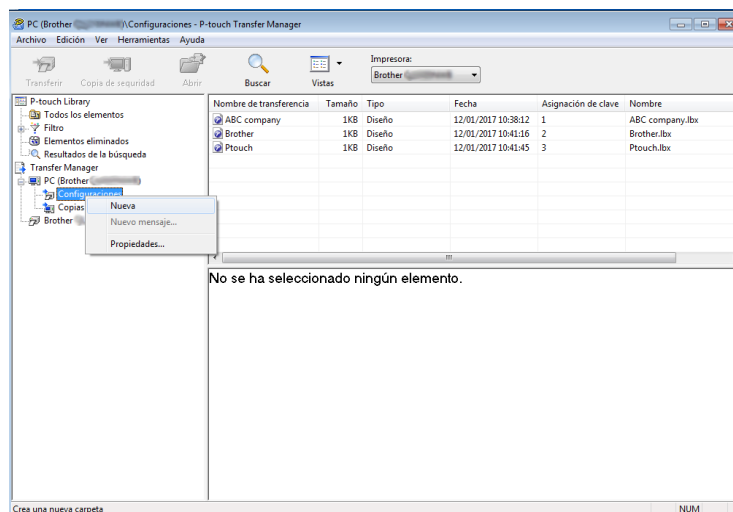 PC (Brother )\Configuraciones - P-touch Transfer Manager
Archivo Edición Ver Herramientas Ayuda
Transferir Copia de seguridad Abrir Buscar Vistas
Impresora:
Brother
P-touch Library
Todos los elementos
Filtro
Elementos eliminados
Resultados de la búsqueda
Transfer Manager
PC (Brother )
Configuraciones
Copias
Brother
Nueva
Nuevo mensaje...
Propiedades...
Nombre de transferencia Tamaño Tipo Fecha Asignación de clave Nombre
ABC company 1KB Diseño 12/01/2017 10:38:12 1 ABC company.lbx
Brother 1KB Diseño 12/01/2017 10:41:16 2 Brother.lbx
Ptouch 1KB Diseño 12/01/2017 10:41:45 3 Ptouch.lbx
No se ha seleccionado ningún elemento.
Crea una nueva carpeta NUM